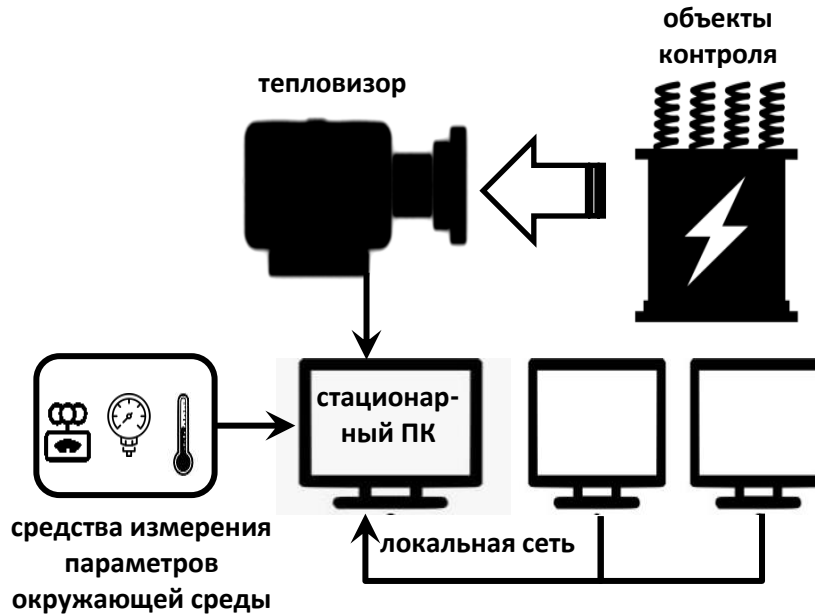 объекты
контроля
тепловизор
стационар-
ный ПК
локальная сеть
средства измерения
параметров
окружающей среды